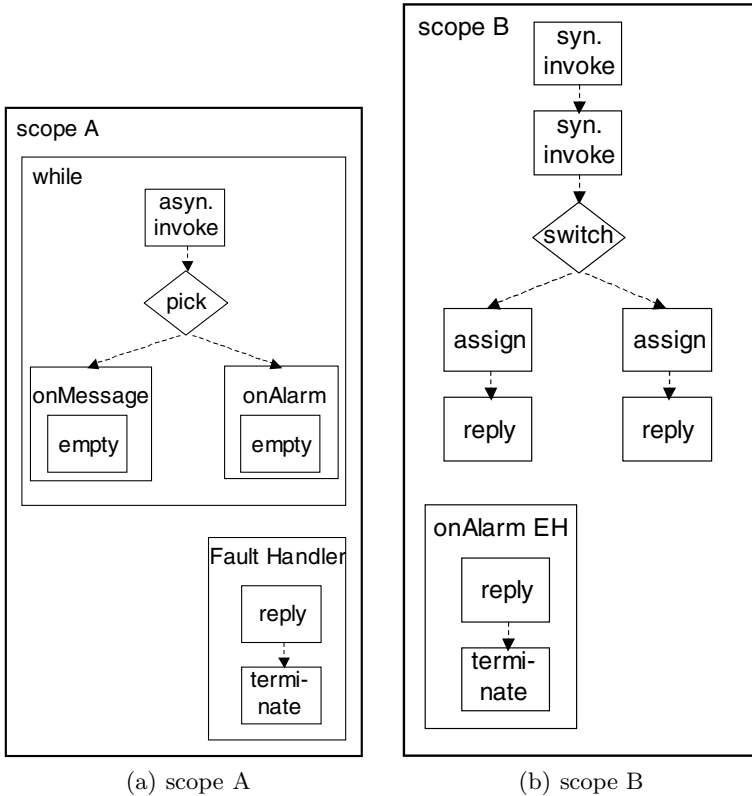 scope A
while
asyn.
invoke
pick
onMessage
empty
onAlarm
empty
Fault Handler
reply
termi-
nate
(a) scope A
scope B
syn.
invoke
syn.
invoke
switch
assign
assign
reply
reply
onAlarm EH
reply
termi-
nate
(b) scope B